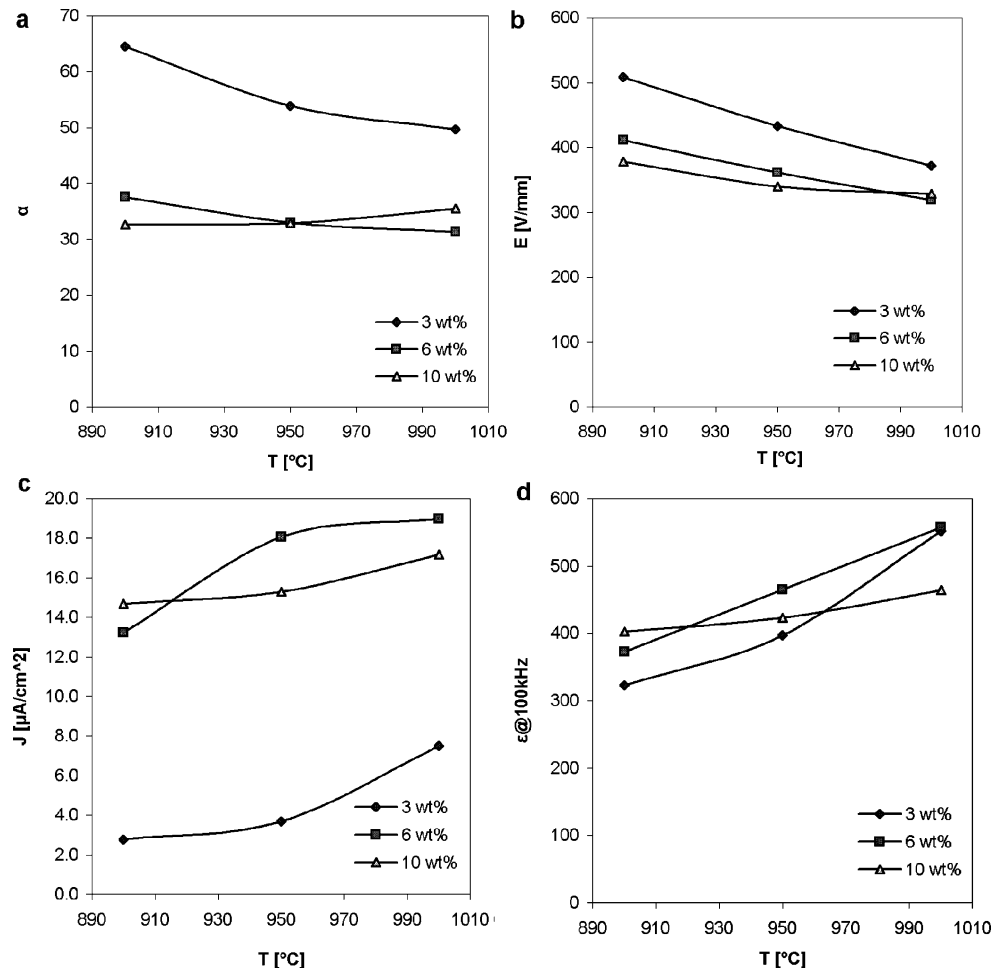 a
70
60
50
40
30
20
10
0
α
3 wt%
6 wt%
10 wt%
890 910 930 950 970 990 1010
T [°C]
b
600
500
400
300
200
100
0
E [V/mm]
3 wt%
6 wt%
10 wt%
890 910 930 950 970 990 1010
T [°C]
c
20.0
18.0
16.0
14.0
12.0
10.0
8.0
6.0
4.0
2.0
0.0
J [µA/cm^2]
3 wt%
6 wt%
10 wt%
890 910 930 950 970 990 1010
T [°C]
d
600
500
400
300
200
100
0
ε@100kHz
3 wt%
6 wt%
10 wt%
890 910 930 950 970 990 1010
T [°C]